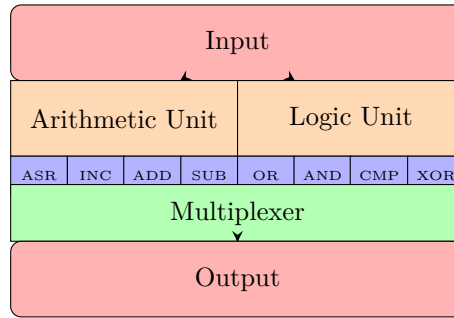 Input
Arithmetic Unit Logic Unit
ASR INC ADD SUB OR AND CMP XOR
Multiplexer
Output